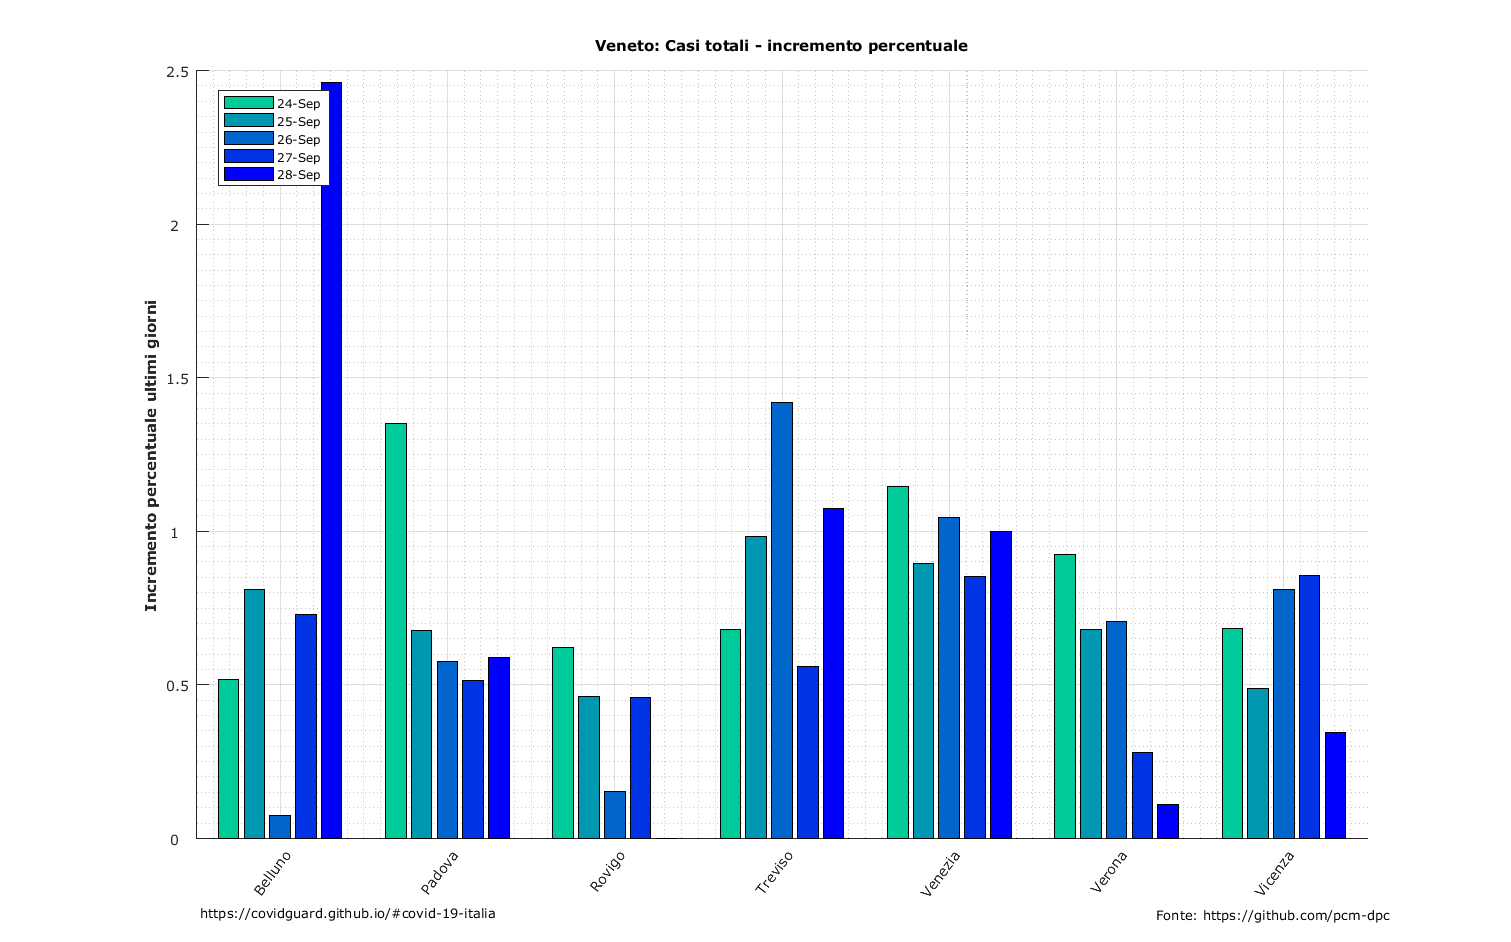 Veneto: Casi totali - incremento percentuale
Incremento percentuale ultimi giorni
2.5
2
1.5
1
0.5
0
24-Sep
25-Sep
26-Sep
27-Sep
28-Sep
Belluno
Padova
Rovigo
Treviso
Venezia
Verona
Vicenza
https://covidguard.github.io/#covid-19-italia
Fonte: https://github.com/pcm-dpc